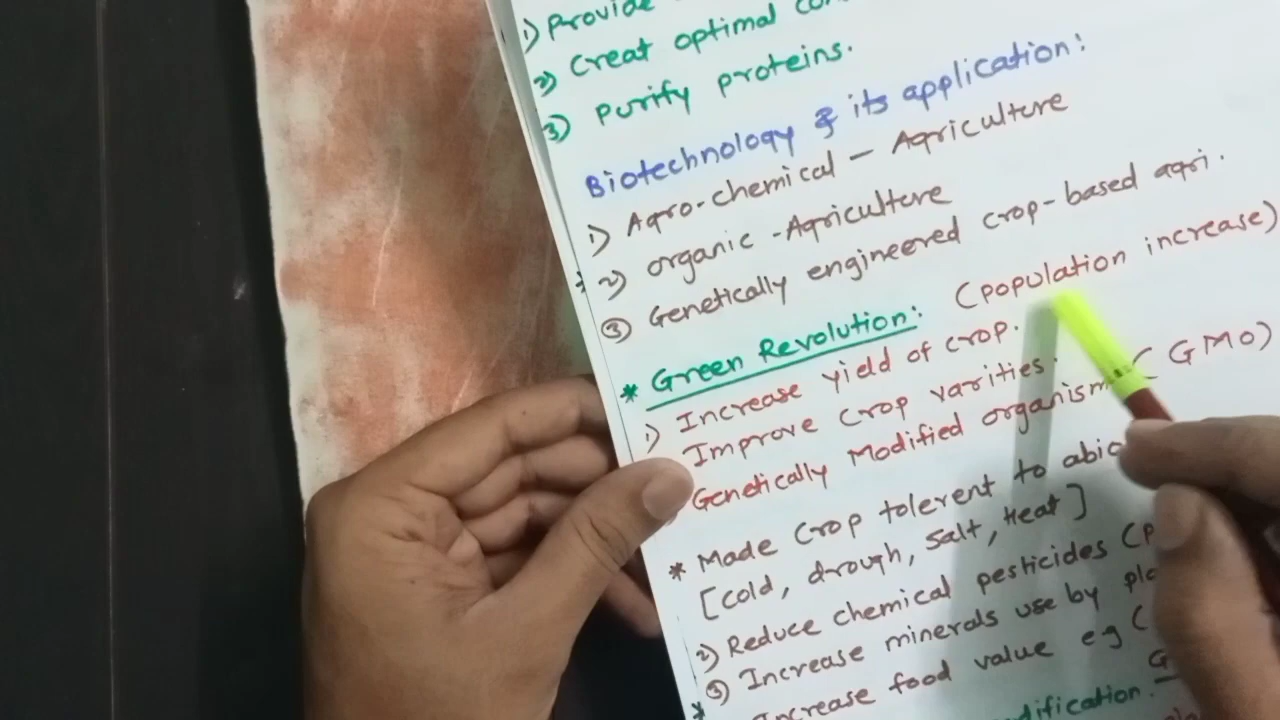 1) Provide
2) Creat optimal
3) Purify proteins.
Biotechnology & its application:
1) Agro-chemical - Agriculture
2) organic - Agriculture
3) Genetically engineered crop-based agri.
* Green Revolution: (population increase)
1) Increase yield of crop.
Improve crop varities.
Genetically Modified organism (GMO)
* Made crop tolerent to
[cold, drough, salt, Heat]
2) Reduce chemical pesticides
3) Increase minerals use by
Increase food value eg (